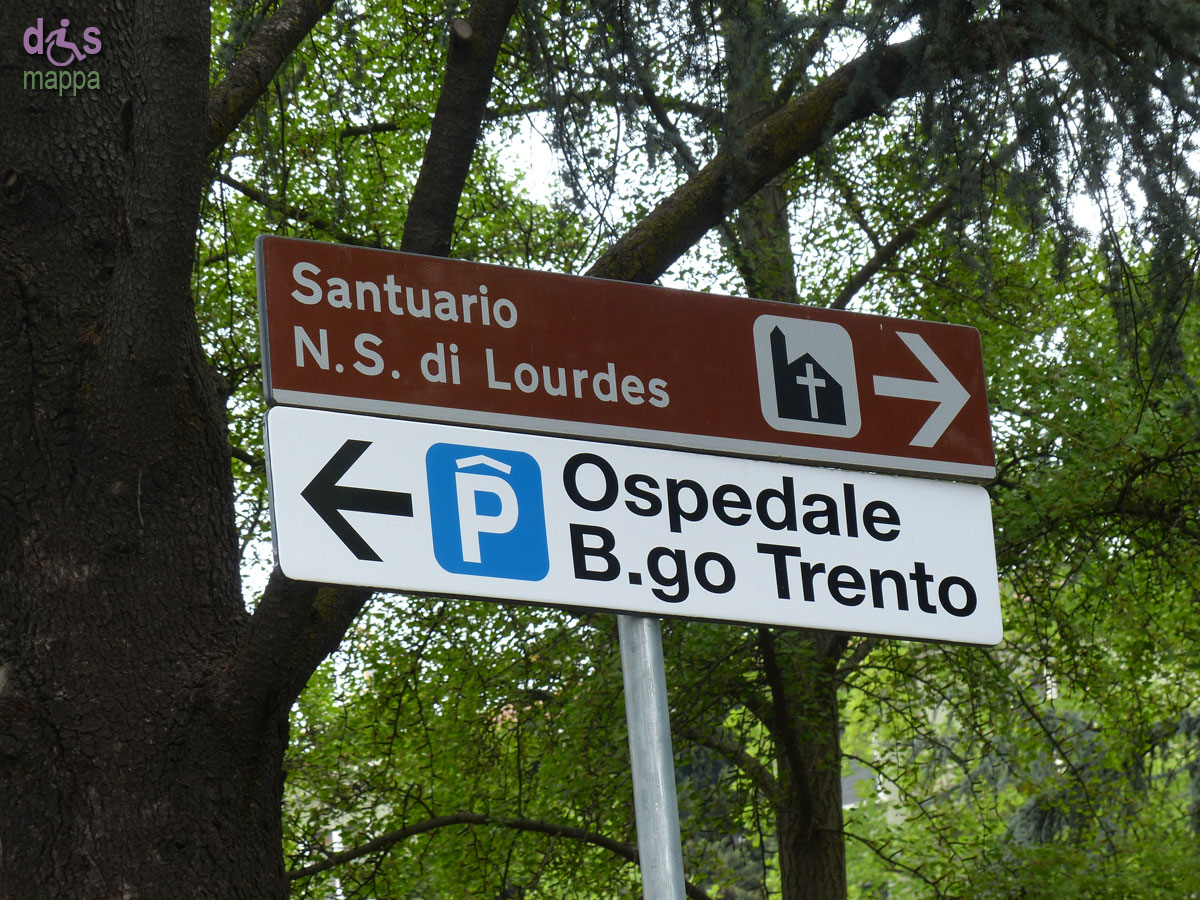 dis
mappa
Santuario
N.S. di Lourdes
P
Ospedale
B.go Trento